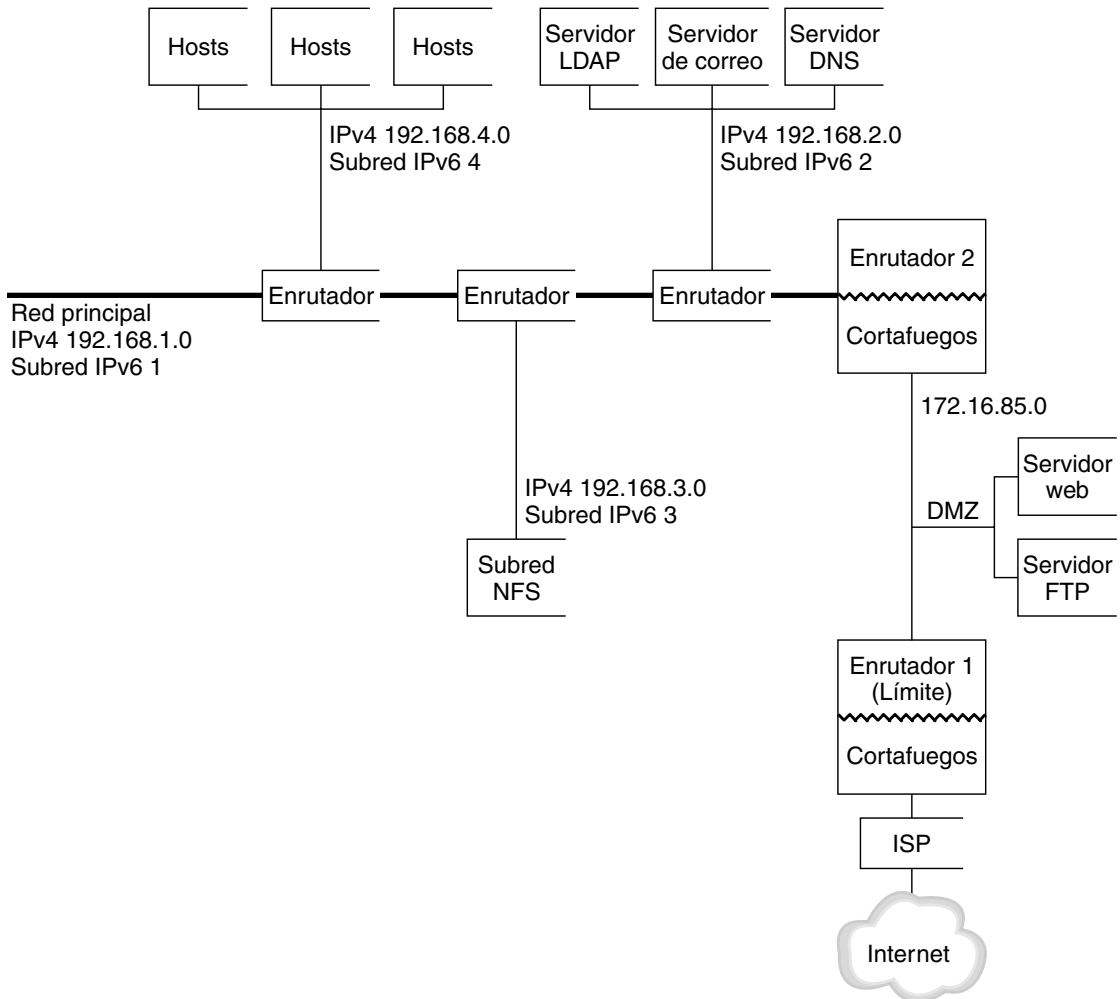 Hosts
Hosts
Hosts
Servidor
LDAP
Servidor
de correo
Servidor
DNS
IPv4 192.168.4.0
Subred IPv6 4
IPv4 192.168.2.0
Subred IPv6 2
Enrutador
Enrutador
Enrutador
Enrutador 2
Cortafuegos
Red principal
IPv4 192.168.1.0
Subred IPv6 1
172.16.85.0
IPv4 192.168.3.0
Subred IPv6 3
Subred
NFS
DMZ
Servidor
web
Servidor
FTP
Enrutador 1
(Límite)
Cortafuegos
ISP
Internet